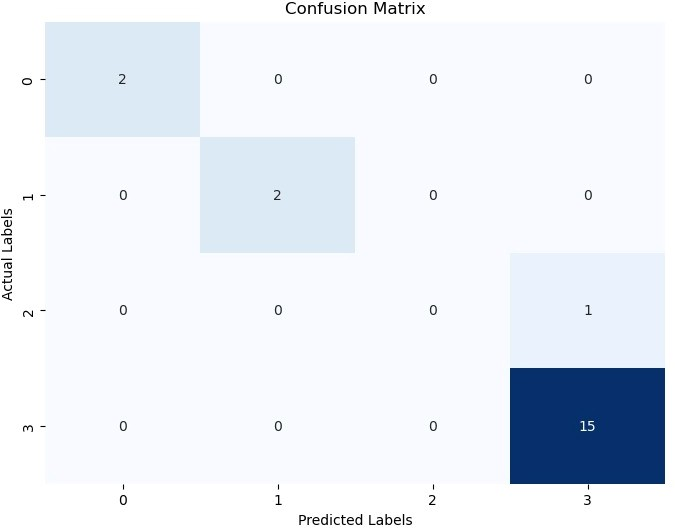 Confusion Matrix
0 2 0 0 0
1 0 2 0 0
2 0 0 0 1
3 0 0 0 15
Actual Labels
0 1 2 3
Predicted Labels